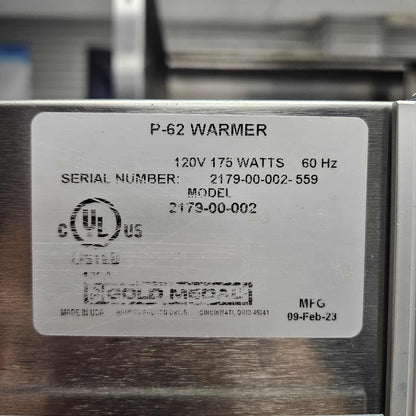 P-62 WARMER
120V 175 WATTS 60 Hz
SERIAL NUMBER: 2179-00-002-559
MODEL
2179-00-002
C UL US
LISTED
GOLD MEDAL
MFG
MADE IN USA CINCINNATI, OHIO 45241
09-Feb-23